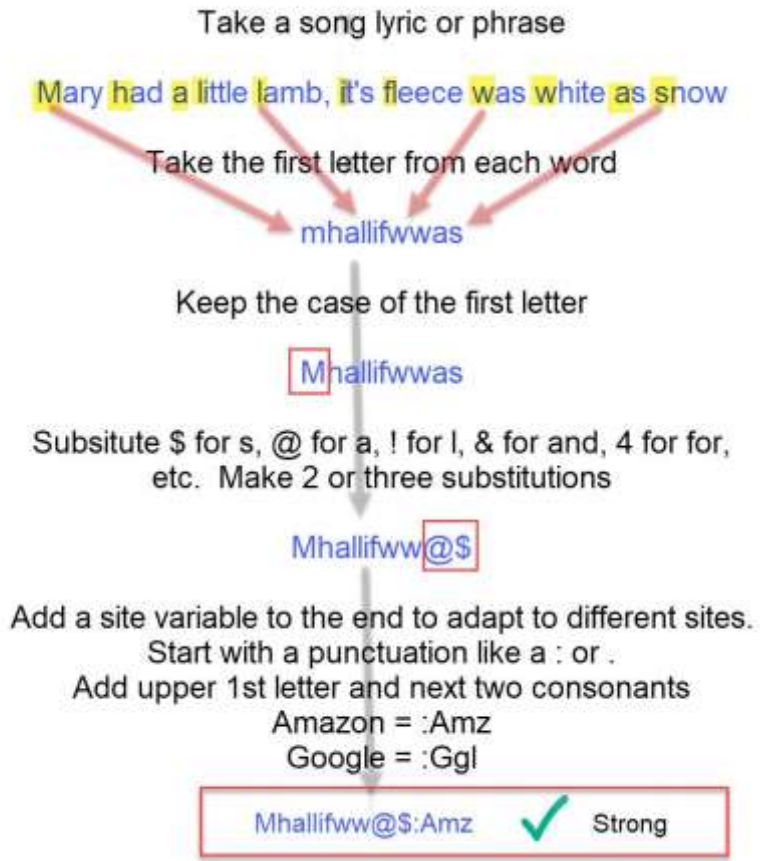 Take a song lyric or phrase
Mary had a little lamb, it's fleece was white as snow
Take the first letter from each word
mhallifwwas
Keep the case of the first letter
Mhallifwwas
Subsitute $ for s, @ for a, ! for l, & for and, 4 for for,
etc. Make 2 or three substitutions
Mhallifww@$
Add a site variable to the end to adapt to different sites.
Start with a punctuation like a : or .
Add upper 1st letter and next two consonants
Amazon = :Amz
Google = :Ggl
Mhallifww@$:Amz Strong